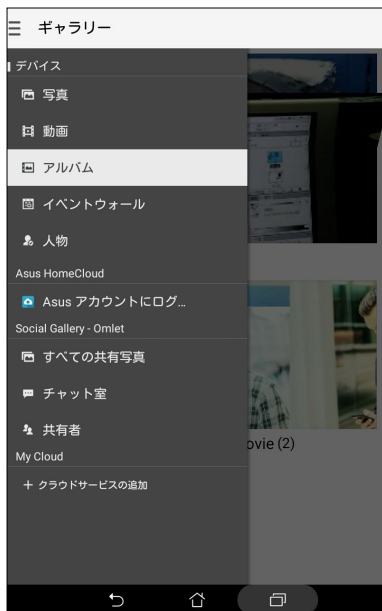 ギャラリー
デバイス
写真
動画
アルバム
イベントウォール
人物
Asus HomeCloud
Asus アカウントにログ...
Social Gallery - Omlet
すべての共有写真
チャット室
共有者
My Cloud
+ クラウドサービスの追加
ovie (2)